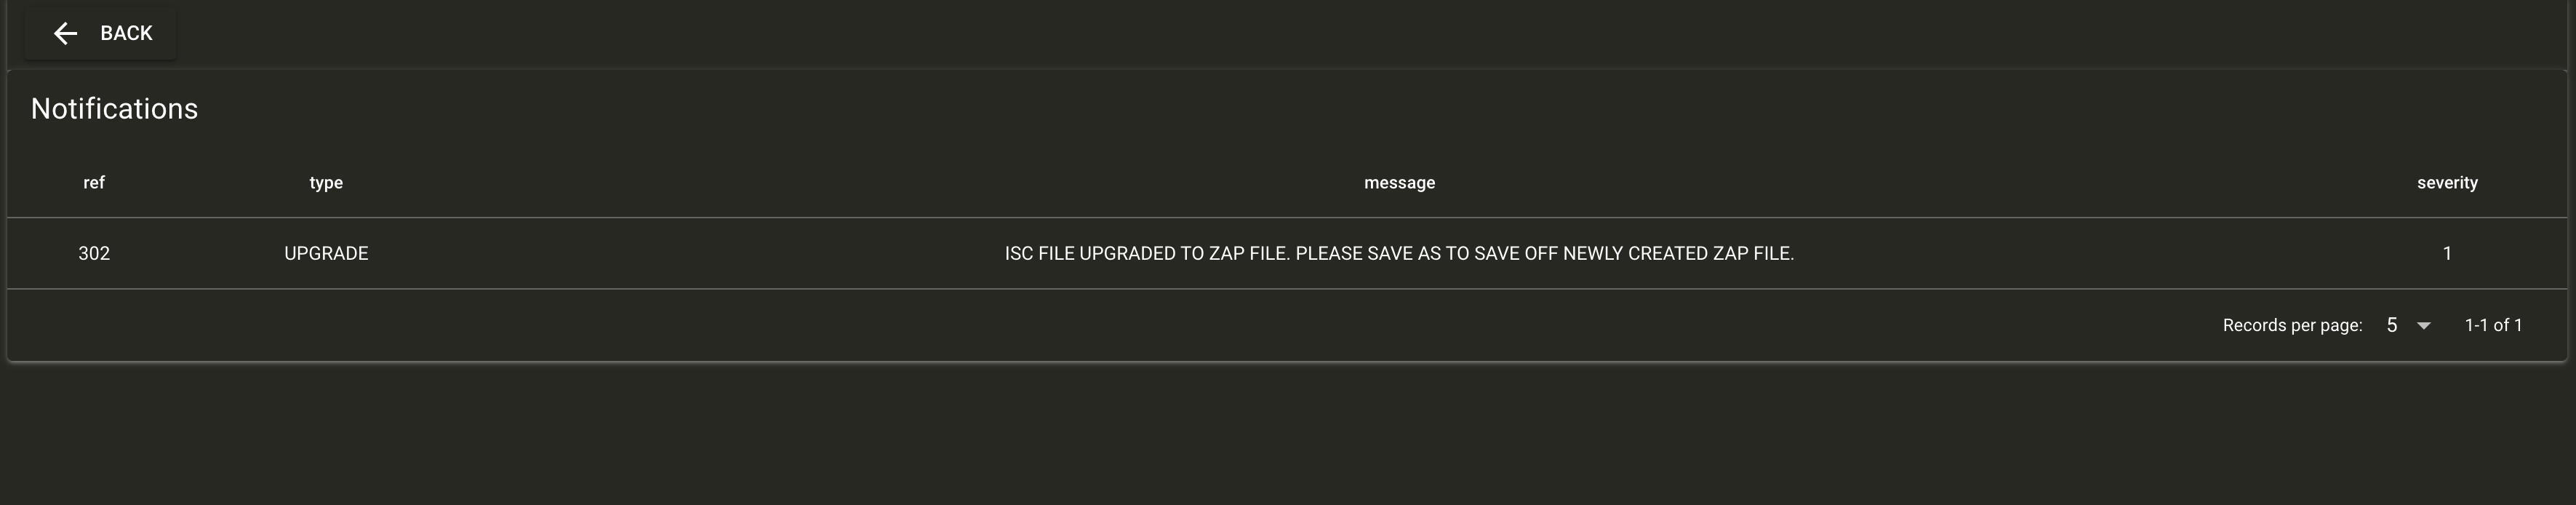 BACK
Notifications
ref type message severity
302 UPGRADE ISC FILE UPGRADED TO ZAP FILE. PLEASE SAVE AS TO SAVE OFF NEWLY CREATED ZAP FILE. 1
Records per page: 5 1-1 of 1